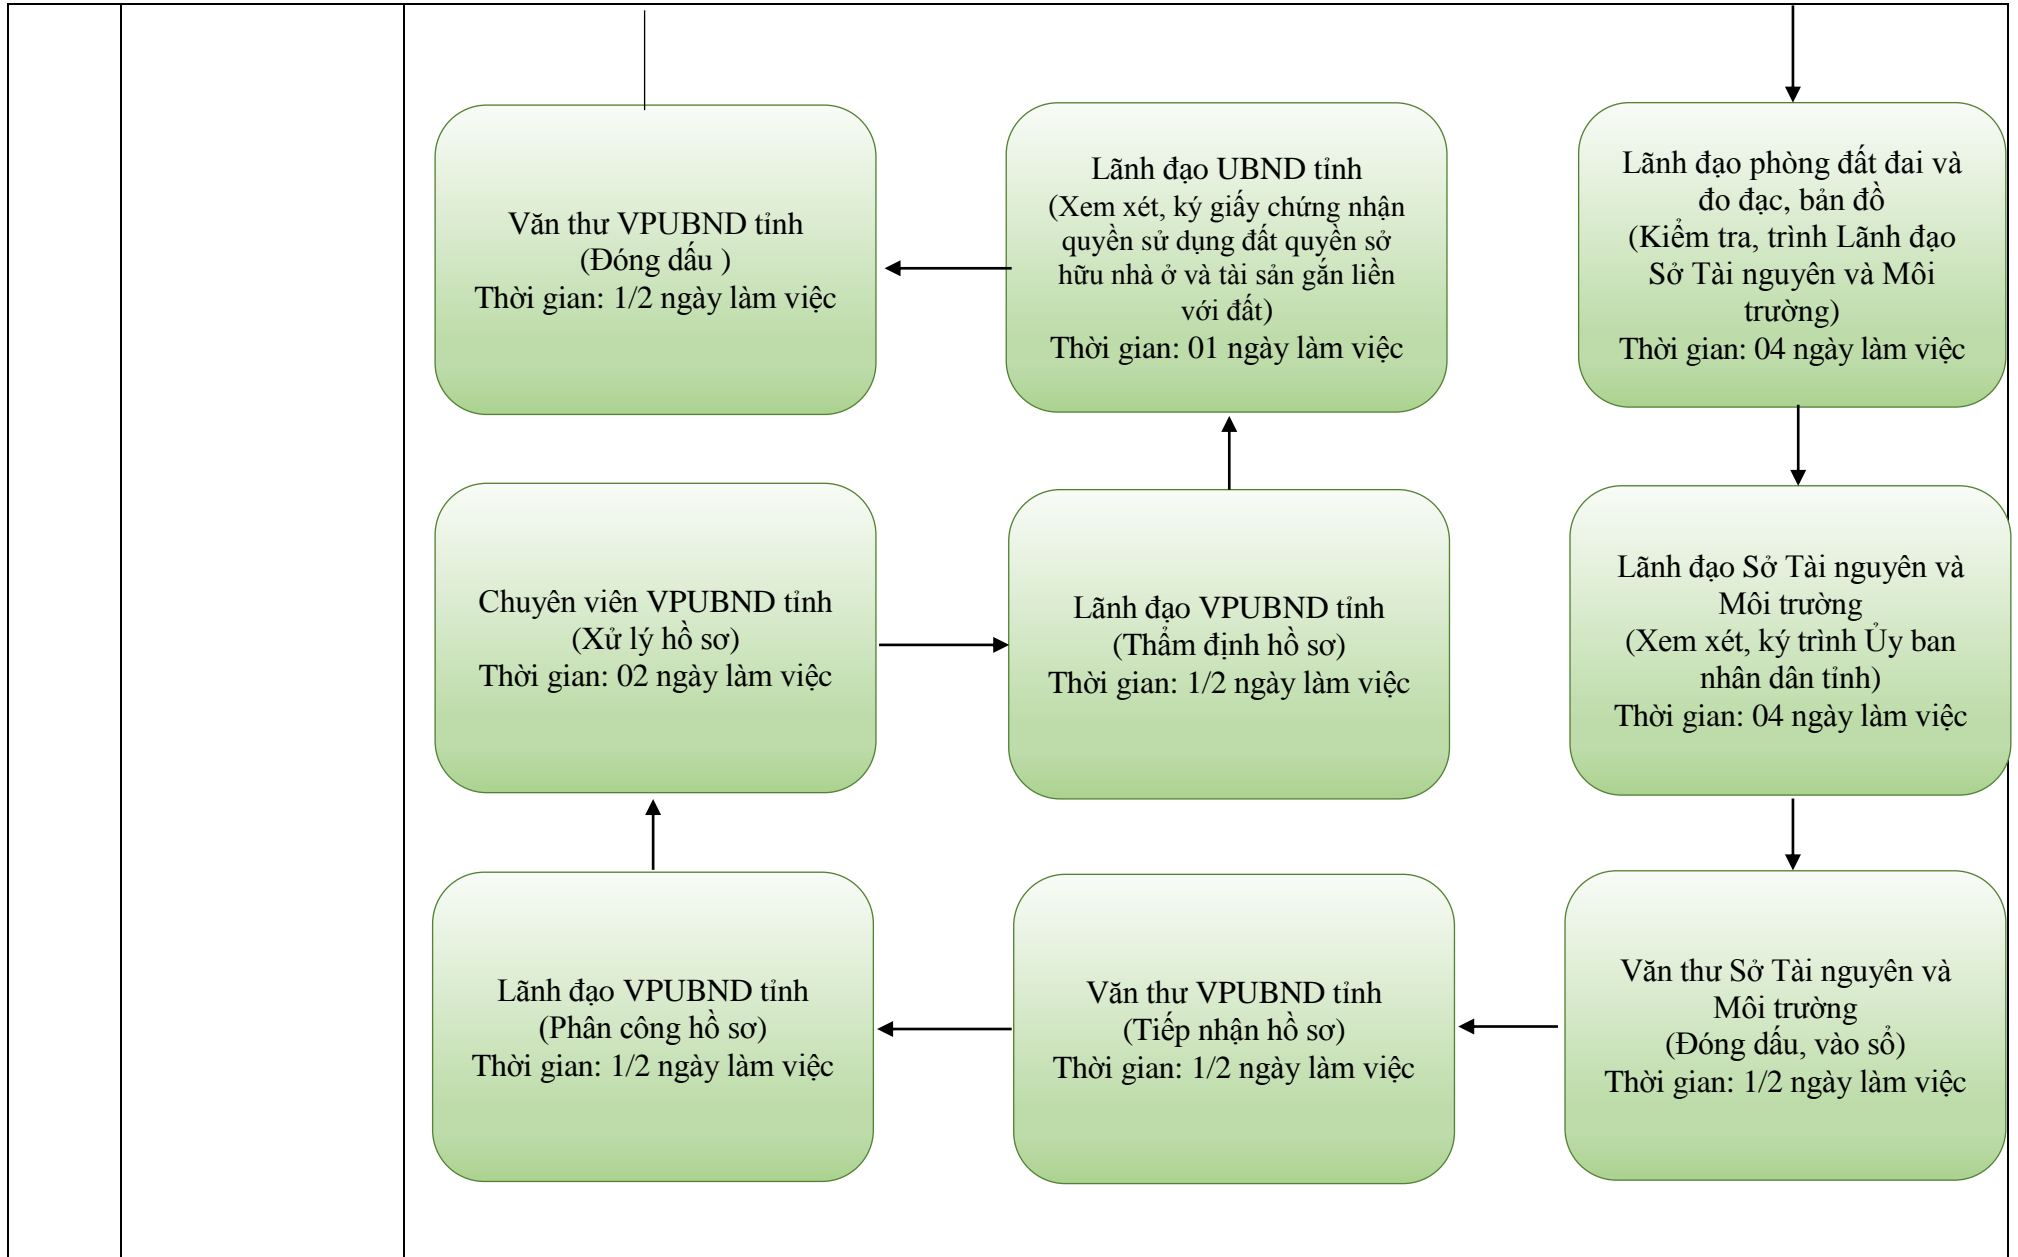 Văn thư VPUBND tỉnh
(Đóng dấu )
Thời gian: 1/2 ngày làm việc
Lãnh đạo UBND tỉnh
(Xem xét, ký giấy chứng nhận
quyền sử dụng đất quyền sở
hữu nhà ở và tài sản gắn liền
với đất)
Thời gian: 01 ngày làm việc
Lãnh đạo phòng đất đai và
đo đạc, bản đồ
(Kiểm tra, trình Lãnh đạo
Sở Tài nguyên và Môi
trường)
Thời gian: 04 ngày làm việc
Chuyên viên VPUBND tỉnh
(Xử lý hồ sơ)
Thời gian: 02 ngày làm việc
Lãnh đạo VPUBND tỉnh
(Thẩm định hồ sơ)
Thời gian: 1/2 ngày làm việc
Lãnh đạo Sở Tài nguyên và
Môi trường
(Xem xét, ký trình Ủy ban
nhân dân tỉnh)
Thời gian: 04 ngày làm việc
Lãnh đạo VPUBND tỉnh
(Phân công hồ sơ)
Thời gian: 1/2 ngày làm việc
Văn thư VPUBND tỉnh
(Tiếp nhận hồ sơ)
Thời gian: 1/2 ngày làm việc
Văn thư Sở Tài nguyên và
Môi trường
(Đóng dấu, vào sổ)
Thời gian: 1/2 ngày làm việc